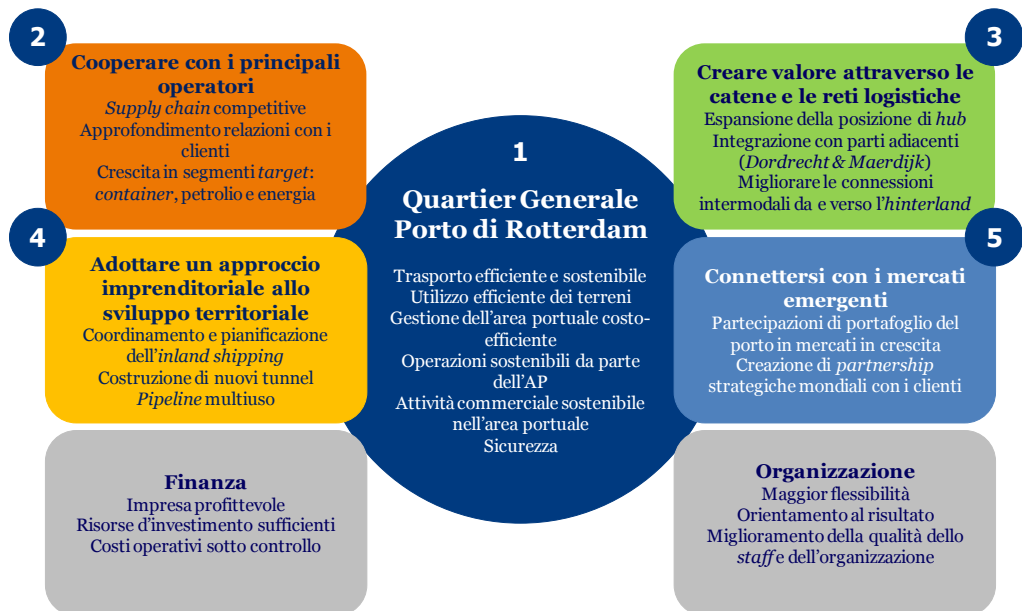 2
Cooperare con i principali
operatori
Supply chain competitive
Approfondimento relazioni con i
clienti
Crescita in segmenti target:
container, petrolio e energia
3
Creare valore attraverso le
catene e le reti logistiche
Espansione della posizione di hub
Integrazione con parti adiacenti
(Dordrecht & Maerdijk)
Migliorare le connessioni
intermodali da e verso l'hinterland
1
Quartier Generale
Porto di Rotterdam
Trasporto efficiente e sostenibile
Utilizzo efficiente dei terreni
Gestione dell'area portuale costo-
efficiente
Operazioni sostenibili da parte
dell'AP
Attività commerciale sostenibile
nell'area portuale
Sicurezza
4
Adottare un approccio
imprenditoriale allo
sviluppo territoriale
Coordinamento e pianificazione
dell'inland shipping
Costruzione di nuovi tunnel
Pipeline multiuso
5
Connettersi con i mercati
emergenti
Partecipazioni di portafoglio del
porto in mercati in crescita
Creazione di partnership
strategiche mondiali con i clienti
Finanza
Impresa profittevole
Risorse d'investimento sufficienti
Costi operativi sotto controllo
Organizzazione
Maggior flessibilità
Orientamento al risultato
Miglioramento della qualità dello
staff e dell'organizzazione